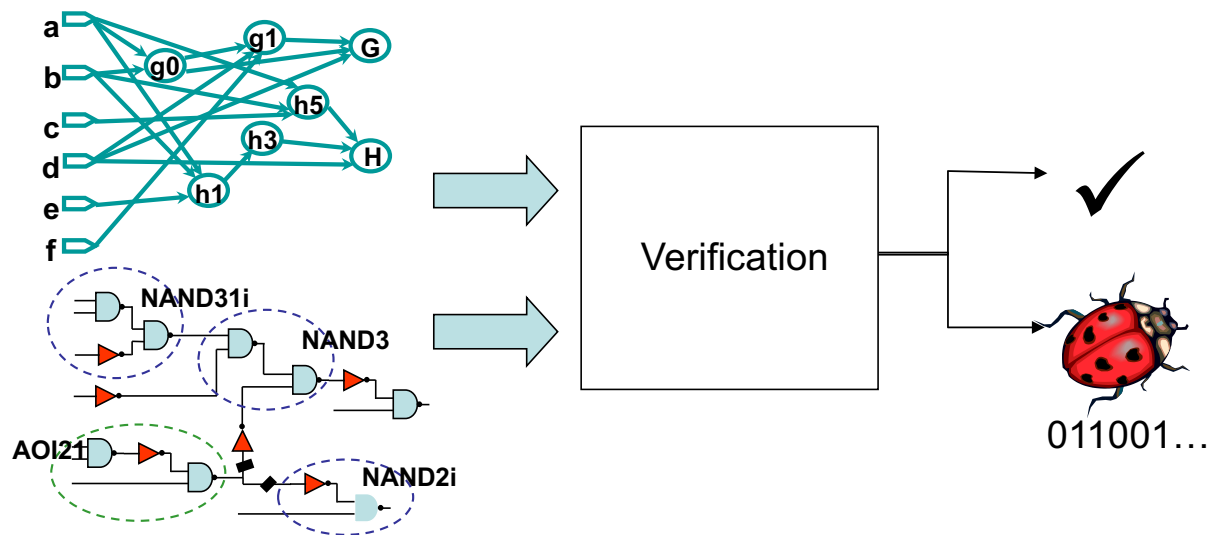 a
b
c
d
e
f
g0
g1
G
h5
h3
H
h1
Verification
NAND31i
NAND3
AOI21
NAND2i
011001...